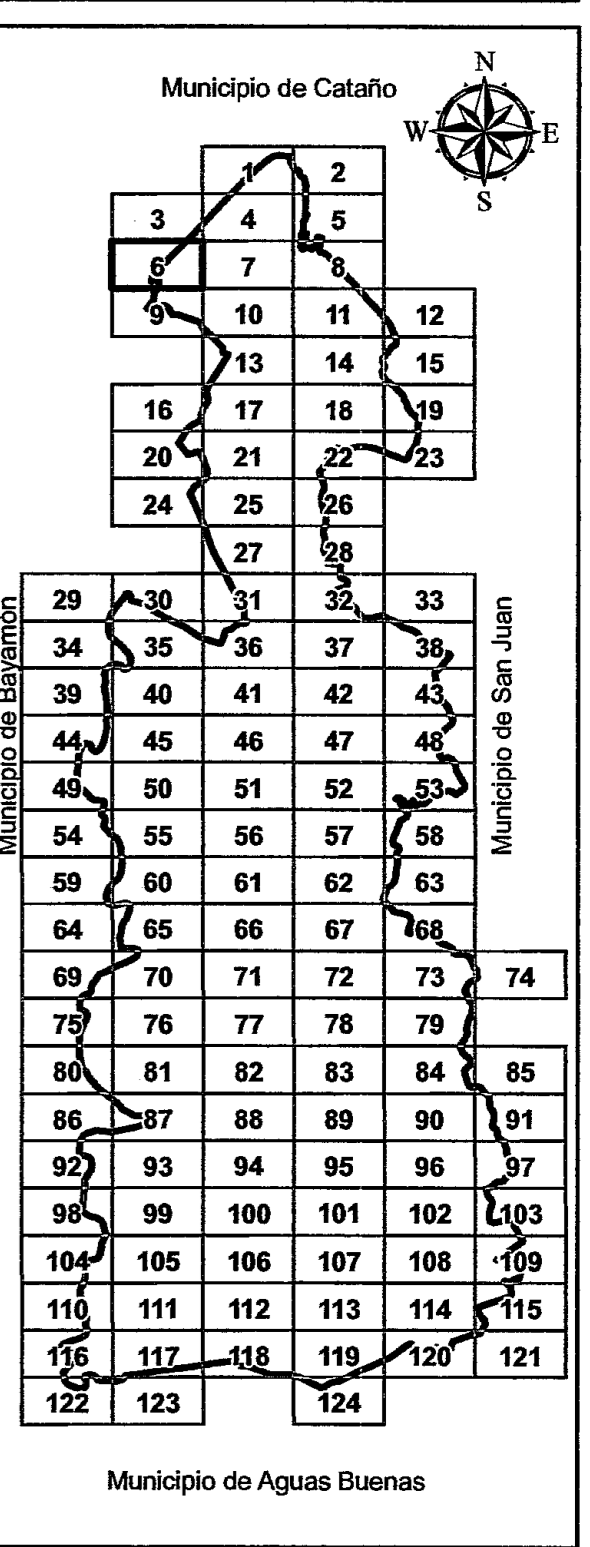 Municipio de Cataño
N
W E
S
1 2
3 4 5
6 7 8
9 10 11 12
13 14 15
16 17 18 19
20 21 22 23
24 25 26
27 28
29 30 31 32 33
34 35 36 37 38
39 40 41 42 43
44 45 46 47 48
49 50 51 52 53
54 55 56 57 58
59 60 61 62 63
64 65 66 67 68
69 70 71 72 73 74
75 76 77 78 79
80 81 82 83 84 85
86 87 88 89 90 91
92 93 94 95 96 97
98 99 100 101 102 103
104 105 106 107 108 109
110 111 112 113 114 115
116 117 118 119 120 121
122 123 124
Municipio de Bayamón
Municipio de San Juan
Municipio de Aguas Buenas